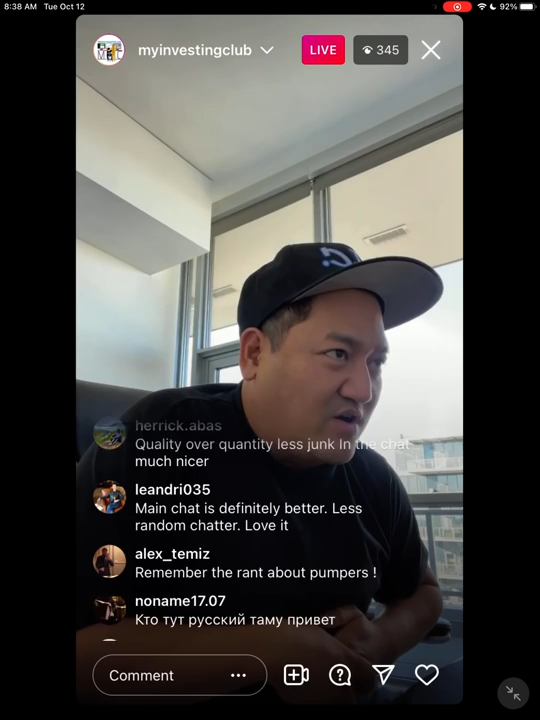 8:38 AM Tue Oct 12
92%
myinvestingclub
LIVE
345
herrick.abas
Quality over quantity less junk In the chat
much nicer
leandri035
Main chat is definitely better. Less
random chatter. Love it
alex_temiz
Remember the rant about pumpers !
noname17.07
Кто тут русский таму привет
Comment